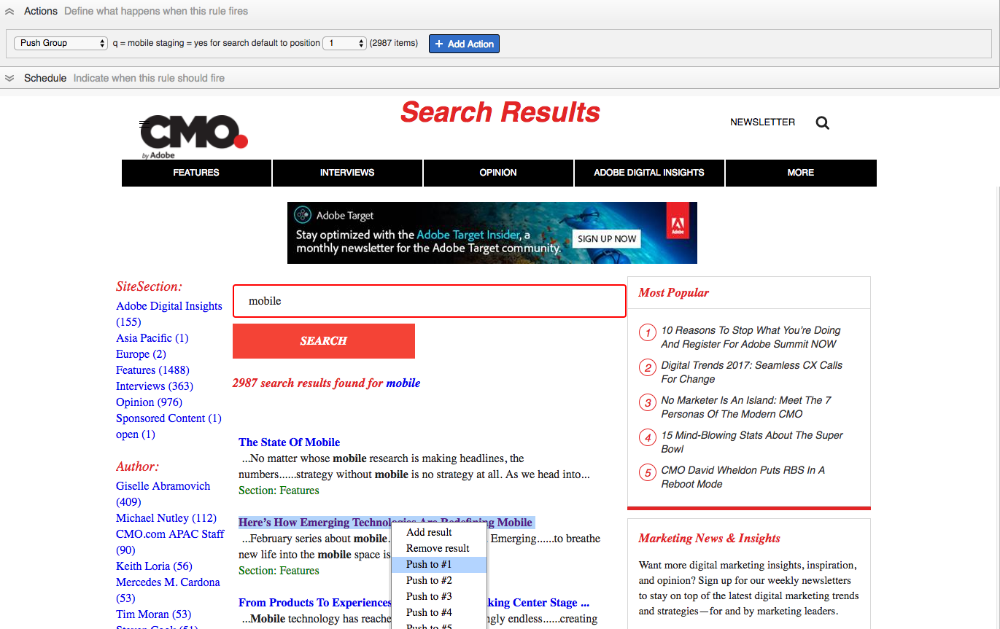 Actions Define what happens when this rule fires
Push Group q = mobile staging = yes for search default to position 1 (2987 items) + Add Action
Schedule Indicate when this rule should fire
Search Results
CMO.
by Adobe
NEWSLETTER
FEATURES INTERVIEWS OPINION ADOBE DIGITAL INSIGHTS MORE
Adobe Target
Stay optimized with the Adobe Target Insider, a
monthly newsletter for the Adobe Target community.
SIGN UP NOW
Adobe
SiteSection:
Adobe Digital Insights
(155)
Asia Pacific (1)
Europe (2)
Features (1488)
Interviews (363)
Opinion (976)
Sponsored Content (1)
open (1)
Author:
Giselle Abramovich
(409)
Michael Nutley (112)
CMO.com APAC Staff
(90)
Keith Loria (56)
Mercedes M. Cardona
(53)
Tim Moran (53)
mobile
SEARCH
2987 search results found for mobile
The State Of Mobile
...No matter whose mobile research is making headlines, the
numbers......strategy without mobile is no strategy at all. As we head into...
Section: Features
Here's How Emerging Technologies Are Redefining Mobile
...February series about mobile. Emerging......to breathe
new life into the mobile space is
Section: Features
From Products To Experiences king Center Stage ...
...Mobile technology has reache ngly endless......creating
Add result
Remove result
Push to #1
Push to #2
Push to #3
Push to #4
Push to #5
Most Popular
1 10 Reasons To Stop What You're Doing
And Register For Adobe Summit NOW
2 Digital Trends 2017: Seamless CX Calls
For Change
3 No Marketer Is An Island: Meet The 7
Personas Of The Modern CMO
4 15 Mind-Blowing Stats About The Super
Bowl
5 CMO David Wheldon Puts RBS In A
Reboot Mode
Marketing News & Insights
Want more digital marketing insights, inspiration,
and opinion? Sign up for our weekly newsletters
to stay on top of the latest digital marketing trends
and strategies—for and by marketing leaders.